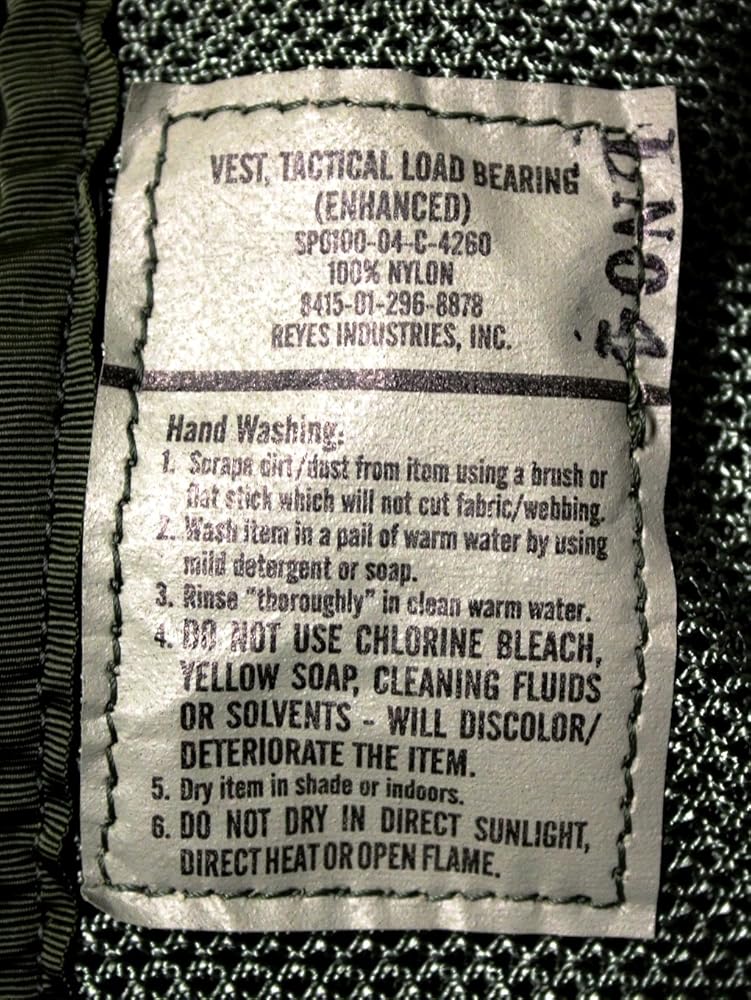 VEST, TACTICAL LOAD BEARING
(ENHANCED)
SP0100-04-C-4260
100% NYLON
8415-01-296-8878
REYES INDUSTRIES, INC.
Hand Washing:
1. Scrape dirt/dust from item using a brush or
flat stick which will not cut fabric/webbing.
2. Wash item in a pail of warm water by using
mild detergent or soap.
3. Rinse "thoroughly" in clean warm water.
4. DO NOT USE CHLORINE BLEACH,
YELLOW SOAP, CLEANING FLUIDS
OR SOLVENTS - WILL DISCOLOR/
DETERIORATE THE ITEM.
5. Dry item in shade or indoors.
6. DO NOT DRY IN DIRECT SUNLIGHT,
DIRECT HEAT OR OPEN FLAME.